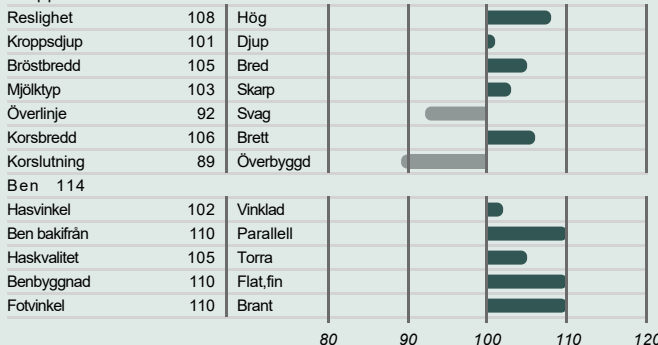 Reslighet 108 Hög
Kroppsdjup 101 Djup
Bröstbredd 105 Bred
Mjölktyp 103 Skarp
Överlinje 92 Svag
Korsbredd 106 Brett
Korslutning 89 Överbyggd
Ben 114
Hasvinkel 102 Vinklad
Ben bakifrån 110 Parallell
Haskvalitet 105 Torra
Benbyggnad 110 Flat,fin
Fotvinkel 110 Brant
80 90 100 110 120